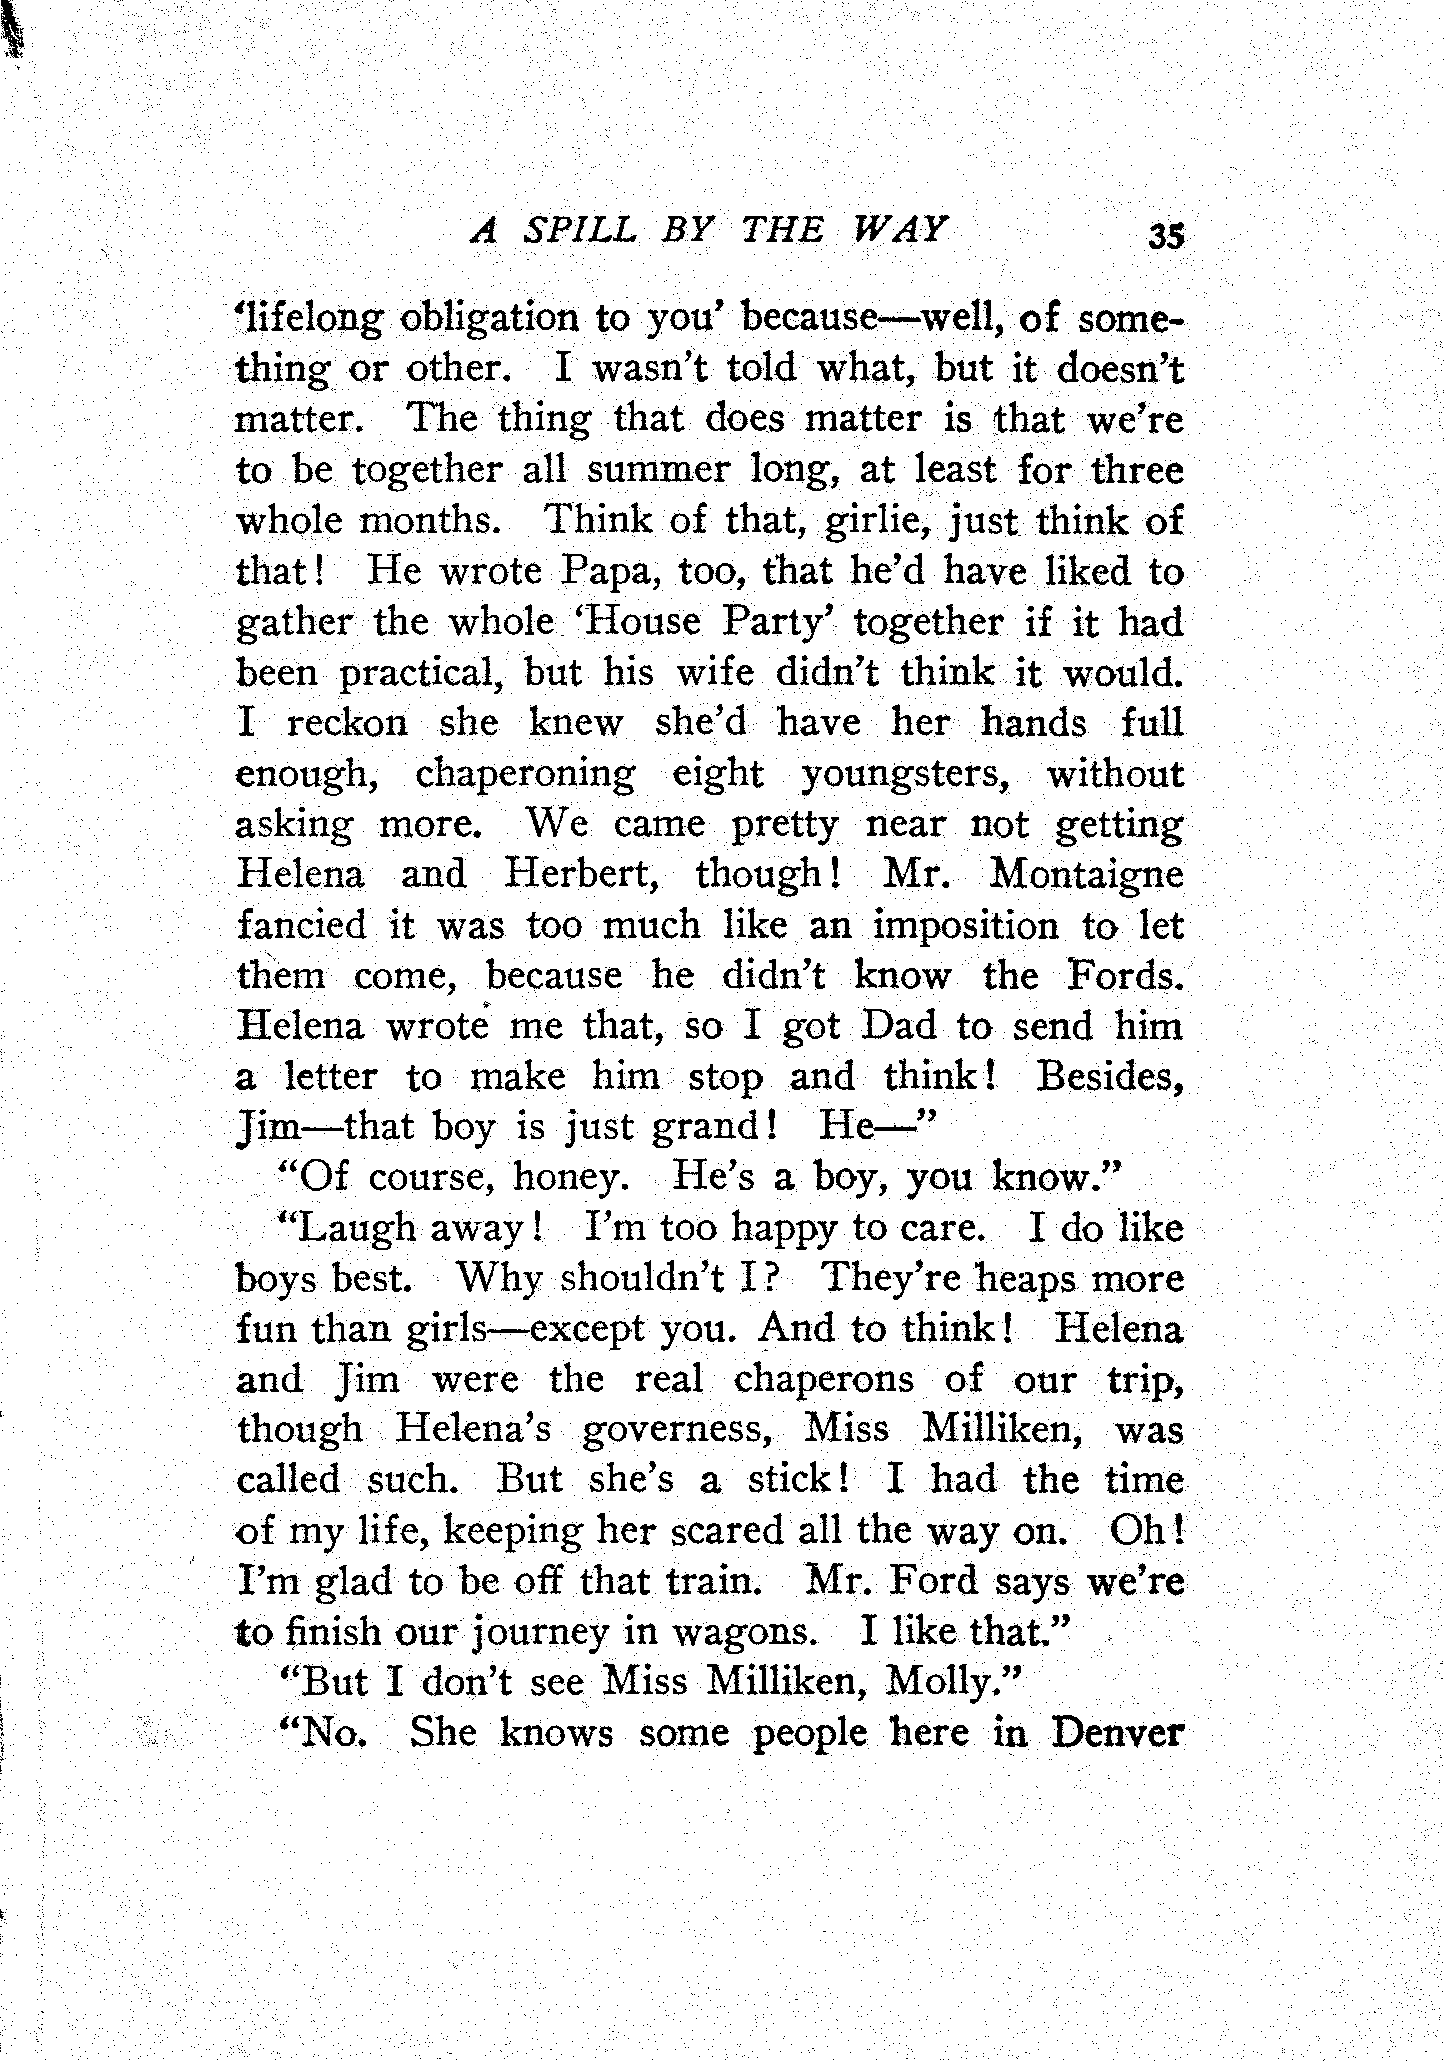 A SPILL BY THE WAY 35
‘lifelong obligation to you’ because—well, of some-
thing or other. I wasn’t told what, but it doesn’t
matter. The thing that does matter is that we’re
to be together all summer long, at least for three
whole months. Think of that, girlie, just think of
that! He wrote Papa, too, that he’d have liked to
gather the whole ‘House Party’ together if it had
been practical, but his wife didn’t think it would.
I reckon she knew she’d have her hands full
enough, chaperoning eight youngsters, without
asking more. We came pretty near not getting
Helena and Herbert, though! Mr. Montaigne
fancied it was too much like an imposition to let
them come, because he didn’t know the Fords.
Helena wrote me that, so I got Dad to send him
a letter to make him stop and think! Besides,
Jim—that boy is just grand! He—”
“Of course, honey. He’s a boy, you know.”
“Laugh away! I’m too happy to care. I do like
boys best. Why shouldn’t I? They’re heaps more
fun than girls—except you. And to think! Helena
and Jim were the real chaperons of our trip,
though Helena’s governess, Miss Milliken, was
called such. But she’s a stick! I had the time
of my life, keeping her scared all the way on. Oh!
I’m glad to be off that train. Mr. Ford says we’re
to finish our journey in wagons. I like that.”
“But I don’t see Miss Milliken, Molly.”
“No. She knows some people here in Denver